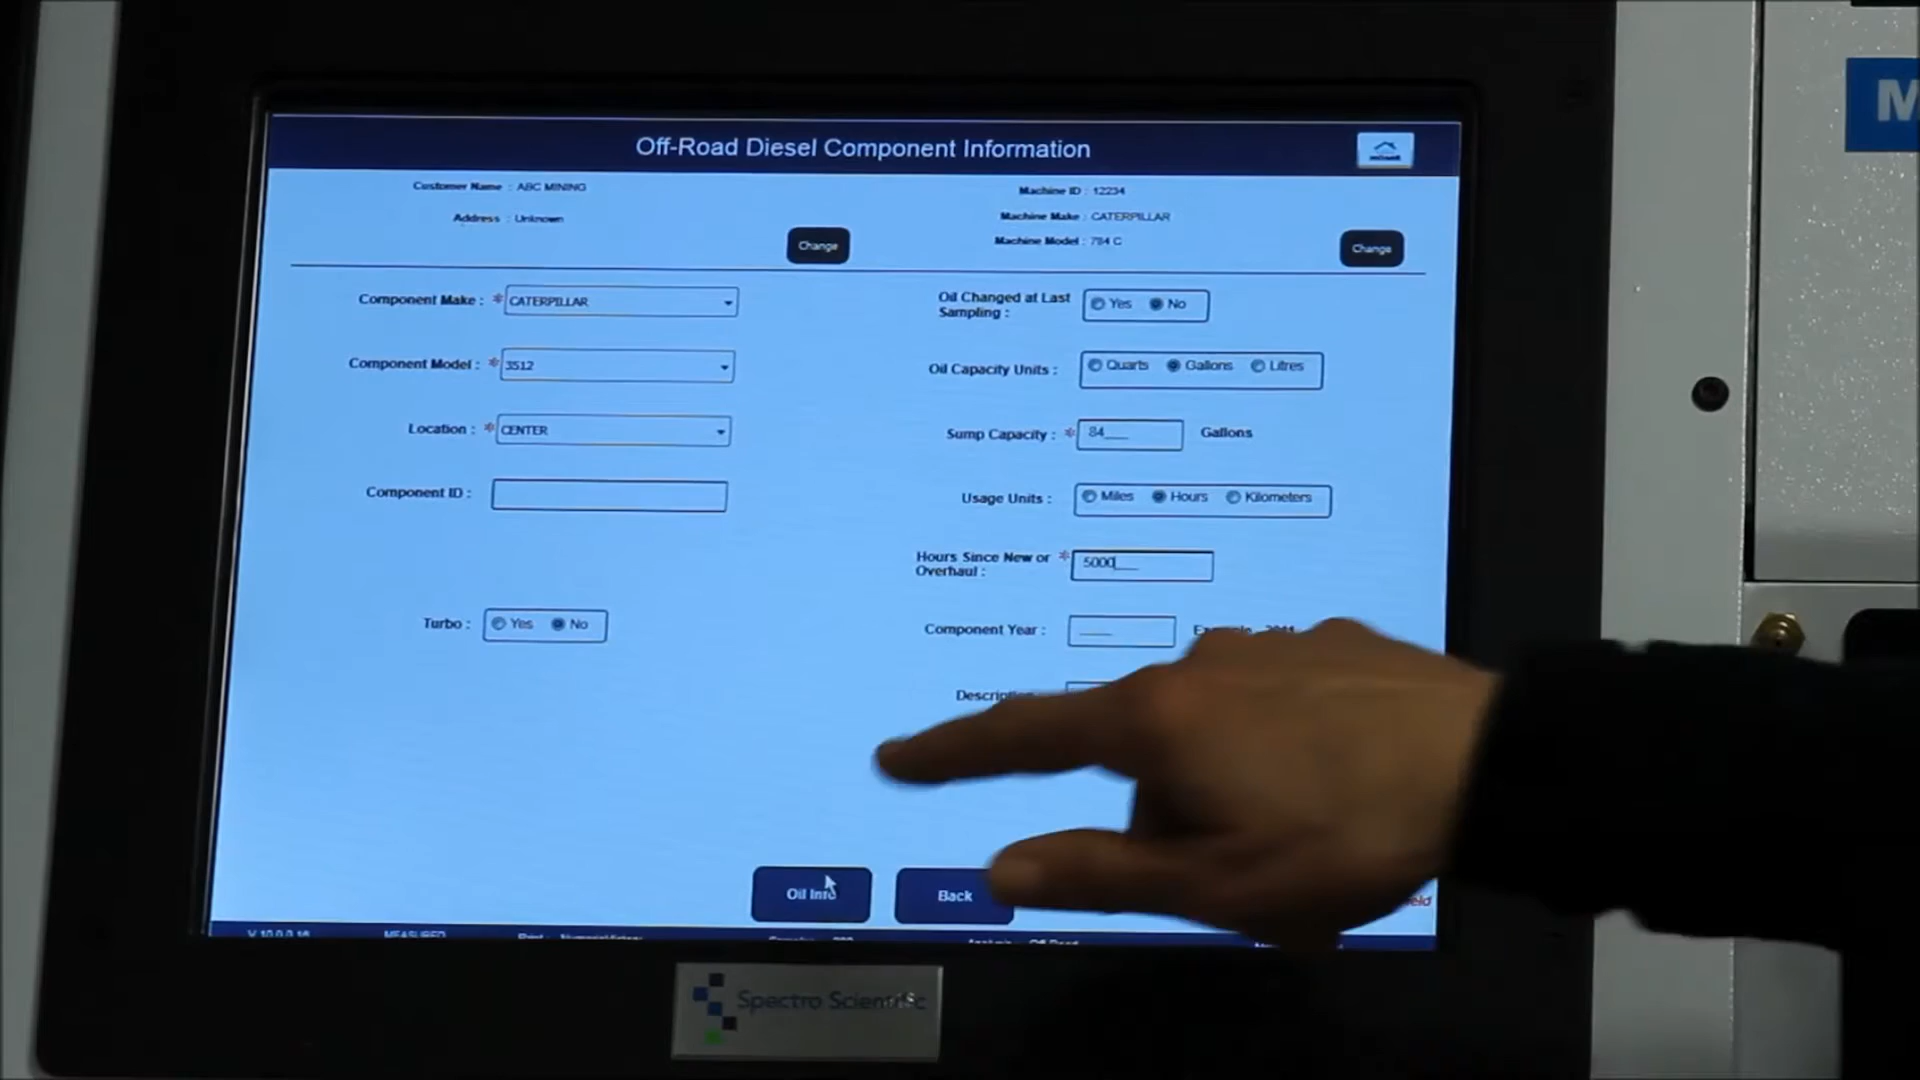 Off-Road Diesel Component Information
Customer Name : ABC MINING
Address : Unknown
Change
Machine ID : 12234
Machine Make : CATERPILLAR
Machine Model : 784 C
Change
Component Make : * CATERPILLAR
Component Model : * 3512
Location : * CENTER
Component ID :
Turbo : Yes No
Oil Changed at Last
Sampling : Yes No
Oil Capacity Units : Quarts Gallons Litres
Sump Capacity : * 84 Gallons
Usage Units : Miles Hours Kilometers
Hours Since New or
Overhaul : * 5000
Component Year :
Oil Info
Back
MEASURED
Spectro Scientific
M